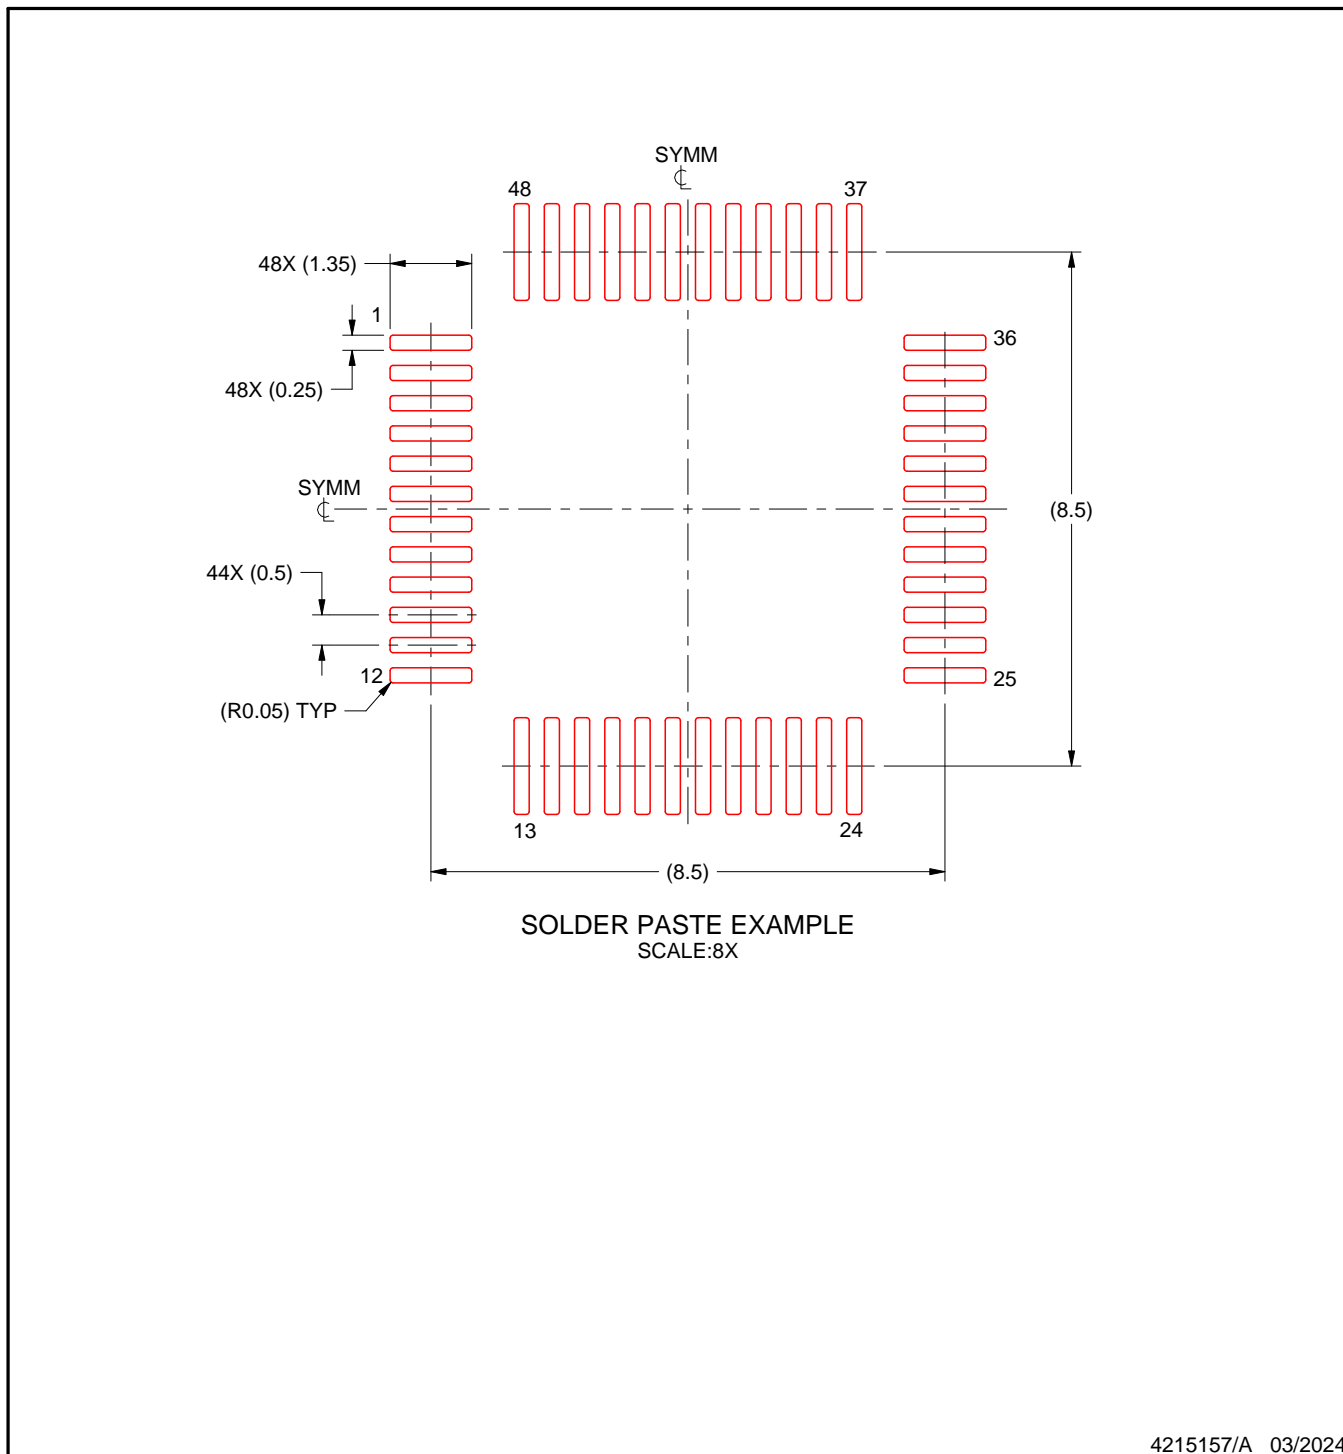 SYMM
48
37
48X (1.35)
1
36
48X (0.25)
SYMM
(8.5)
44X (0.5)
12
25
(R0.05) TYP
13
24
(8.5)
SOLDER PASTE EXAMPLE
SCALE:8X
4215157/A 03/2024